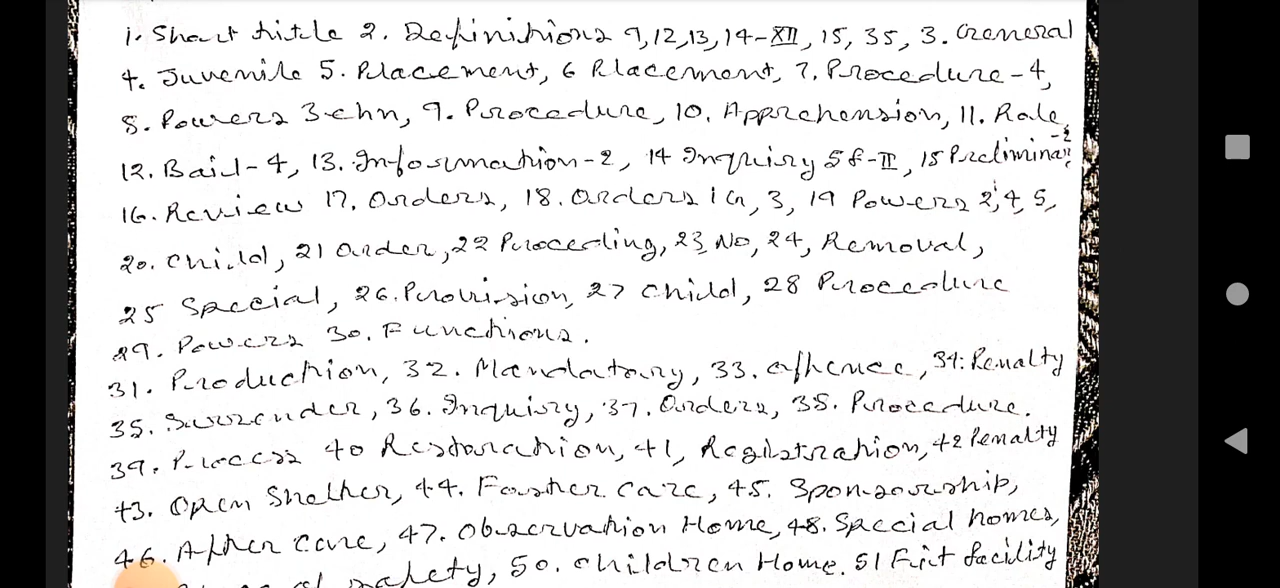 1. Short title 2. Definitions 9,12,13,14-XII, 15, 35, 3. General
4. Juvenile 5. Placement, 6 Placement, 7. Procedure-4,
8. Powers 3-chn, 9. Procedure, 10. Apprehension, 11. Role,
12. Bail-4, 13. Information-2, 14 Inquiry 5f-II, 15 Preliminary -2
16. Review 17. Orders, 18. Orders 1G, 3, 19 Powers 2,4,5,
20. Child, 21 Order, 22 Proceeding, 23, No, 24, Removal,
25 Special, 26. Provision, 27 Child, 28 Procedure
29. Powers 30. Functions.
31. Production, 32. Mandatory, 33. offence, 34: Penalty
35. Surrender, 36. Inquiry, 37. Orders, 38. Procedure.
39. Process 40 Restoration, 41, Registration, 42 Penalty
43. Open Shelter, 44. Foster care, 45. Sponsorship,
46. After care, 47. Observation Home, 48. Special homes,
safety, 50. Children Home. 51 Fit facility